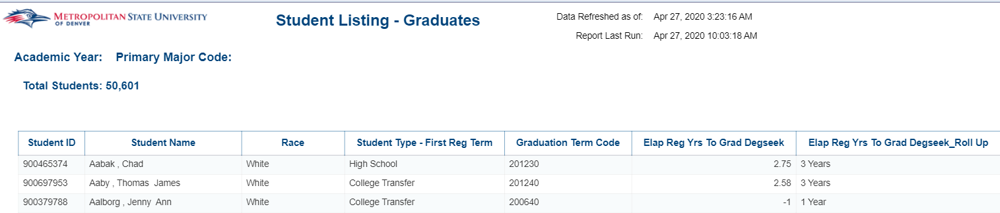 METROPOLITAN STATE UNIVERSITY
OF DENVER
Student Listing - Graduates
Data Refreshed as of: Apr 27, 2020 3:23:16 AM
Report Last Run: Apr 27, 2020 10:03:18 AM
Academic Year: Primary Major Code:
Total Students: 50,601
Student ID Student Name Race Student Type - First Reg Term Graduation Term Code Elap Reg Yrs To Grad Degseek Elap Reg Yrs To Grad Degseek_Roll Up
900465374 Aabak , Chad White High School 201230 2.75 3 Years
900697953 Aaby , Thomas James White College Transfer 201240 2.58 3 Years
900379788 Aalborg , Jenny Ann White College Transfer 200640 -1 1 Year